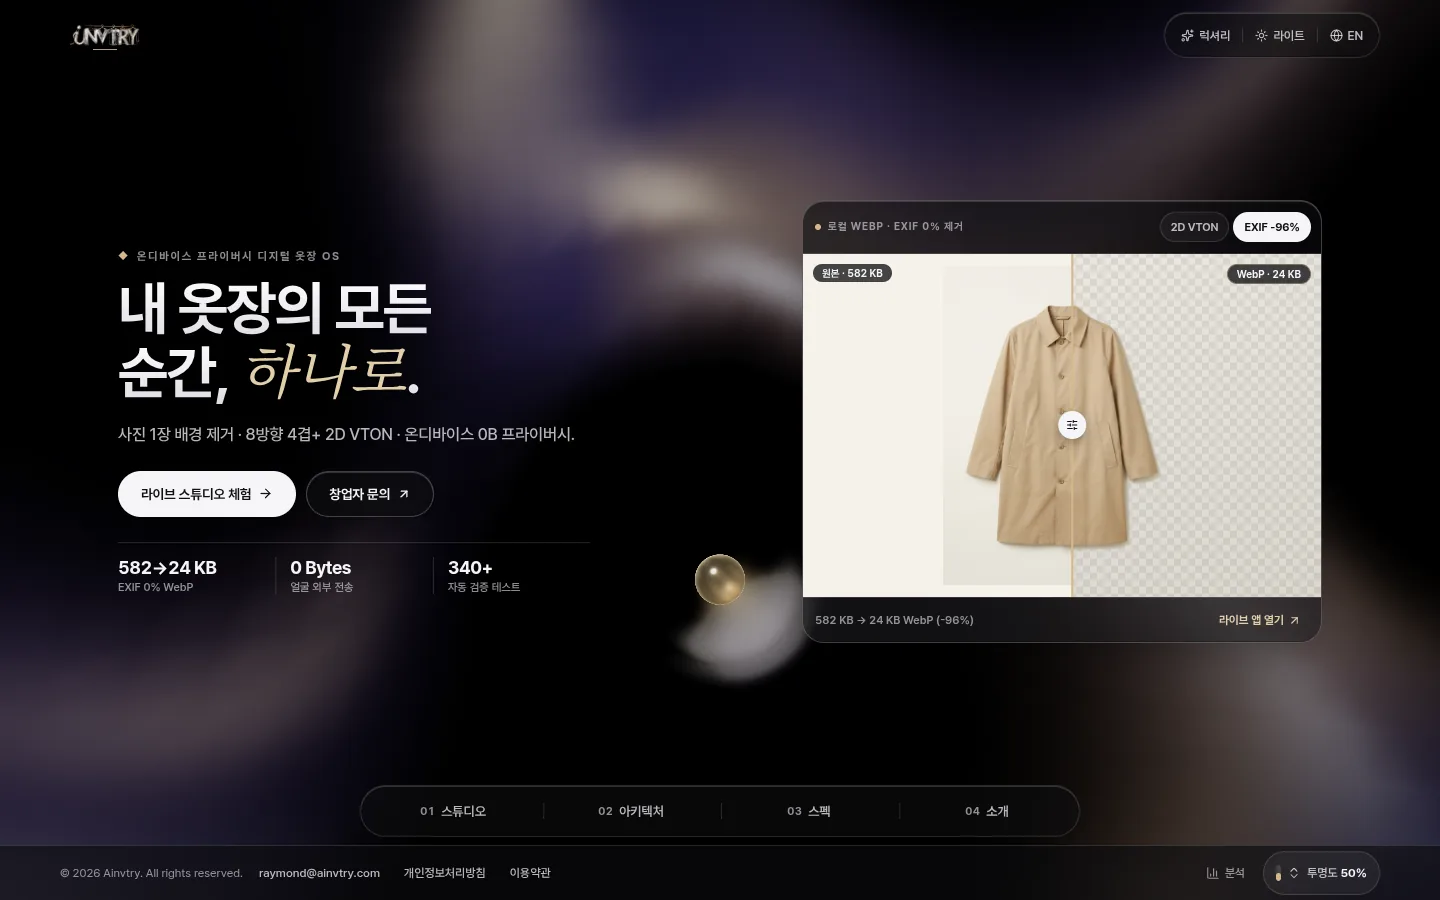 럭셔리
라이트
EN
온디바이스 프라이버시 디지털 옷장 OS
내 옷장의 모든
순간, 하나로.
사진 1장 배경 제거 · 8방향 4겹+ 2D VTON · 온디바이스 0B 프라이버시.
라이브 스튜디오 체험
창업자 문의
582→24 KB
EXIF 0% WebP
0 Bytes
얼굴 외부 전송
340+
자동 검증 테스트
로컬 WEBP · EXIF 0% 제거
2D VTON
EXIF -96%
원본 · 582 KB
WebP · 24 KB
582 KB → 24 KB WebP (-96%)
라이브 앱 열기
01 스튜디오
02 아키텍처
03 스펙
04 소개
© 2026 Ainvtry. All rights reserved.
raymond@ainvtry.com
개인정보처리방침
이용약관
분석
투명도 50%